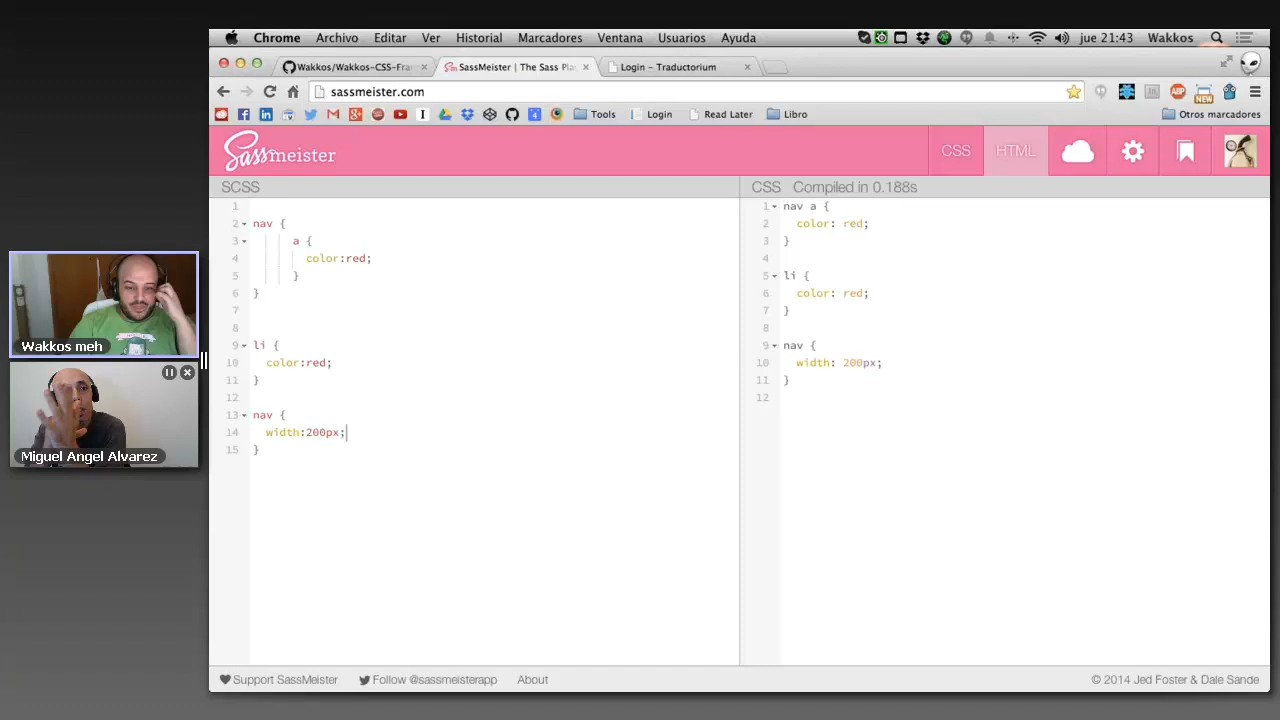 Chrome Archivo Editar Ver Historial Marcadores Ventana Usuarios Ayuda jue 21:43 Wakkos
Wakkos/Wakkos-CSS-Fra
SassMeister | The Sass Pla
Login – Traductorium
sassmeister.com
Tools Login Read Later Libro NEW Otros marcadores
Sassmeister CSS HTML
SCSS
1
2 nav {
3 a {
4 color:red;
5 }
6 }
7
8
9 li {
10 color:red;
11 }
12
13 nav {
14 width:200px;
15 }
CSS Compiled in 0.188s
1 nav a {
2 color: red;
3 }
4
5 li {
6 color: red;
7 }
8
9 nav {
10 width: 200px;
11 }
12
Wakkos meh
Miguel Angel Alvarez
Support SassMeister Follow @sassmeisterapp About © 2014 Jed Foster & Dale Sande